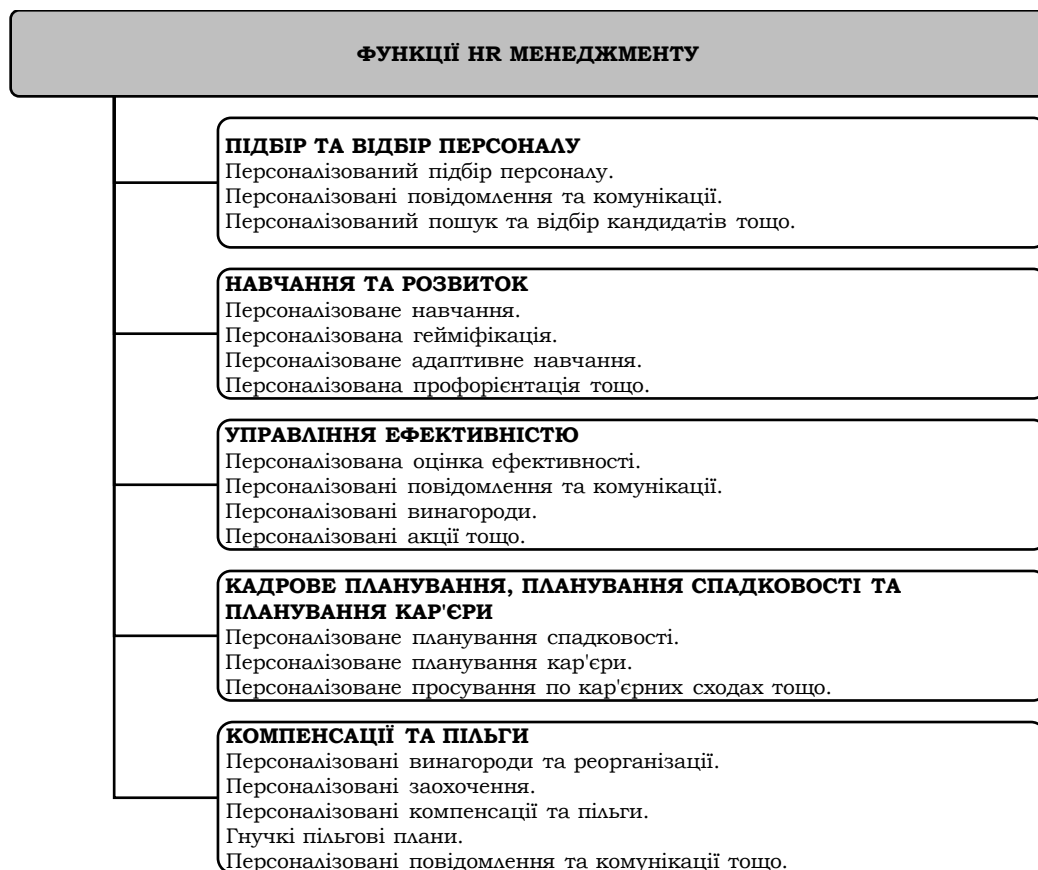 ФУНКЦІЇ HR МЕНЕДЖМЕНТУ
ПІДБІР ТА ВІДБІР ПЕРСОНАЛУ
Персоналізований підбір персоналу.
Персоналізовані повідомлення та комунікації.
Персоналізований пошук та відбір кандидатів тощо.
НАВЧАННЯ ТА РОЗВИТОК
Персоналізоване навчання.
Персоналізована гейміфікація.
Персоналізоване адаптивне навчання.
Персоналізована профорієнтація тощо.
УПРАВЛІННЯ ЕФЕКТИВНІСТЮ
Персоналізована оцінка ефективності.
Персоналізовані повідомлення та комунікації.
Персоналізовані винагороди.
Персоналізовані акції тощо.
КАДРОВЕ ПЛАНУВАННЯ, ПЛАНУВАННЯ СПАДКОВОСТІ ТА
ПЛАНУВАННЯ КАР'ЄРИ
Персоналізоване планування спадковості.
Персоналізоване планування кар'єри.
Персоналізоване просування по кар'єрних сходах тощо.
КОМПЕНСАЦІЇ ТА ПІЛЬГИ
Персоналізовані винагороди та реорганізації.
Персоналізовані заохочення.
Персоналізовані компенсації та пільги.
Гнучкі пільгові плани.
Персоналізовані повідомлення та комунікації тощо.